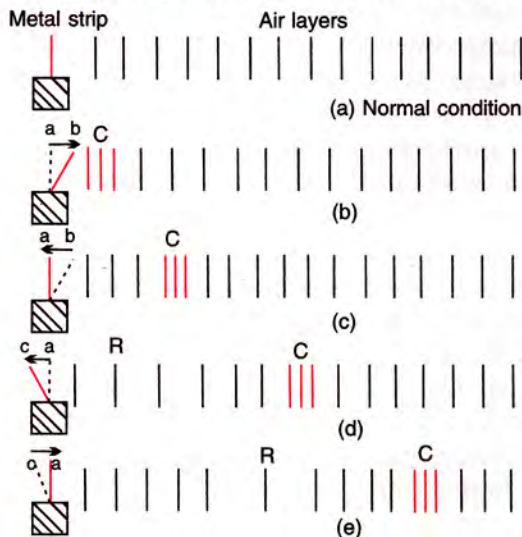 Metal strip Air layers
(a) Normal condition
a b C
(b)
a b C
(c)
c a R C
(d)
c a R C
(e)